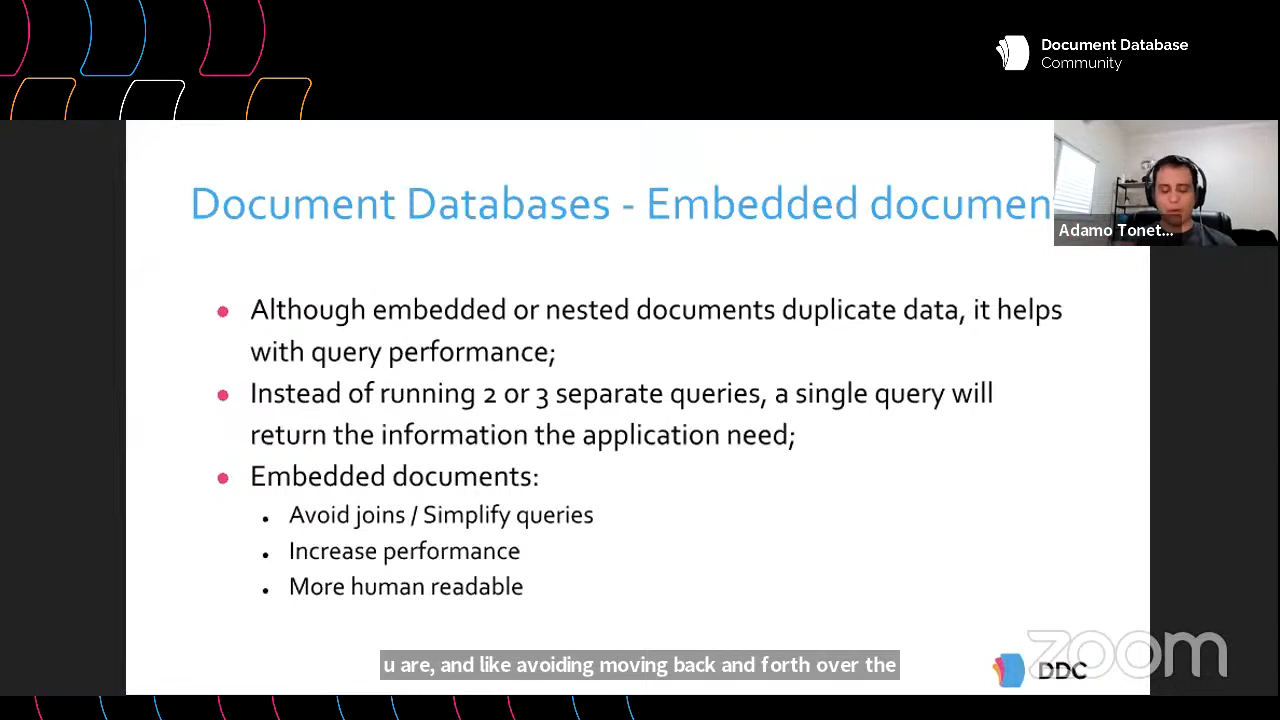 Document Database
Community
Document Databases - Embedded documen
Adamo Tonet...
Although embedded or nested documents duplicate data, it helps
with query performance;
Instead of running 2 or 3 separate queries, a single query will
return the information the application need;
Embedded documents:
Avoid joins / Simplify queries
Increase performance
More human readable
u are, and like avoiding moving back and forth over the
zoom
DDC